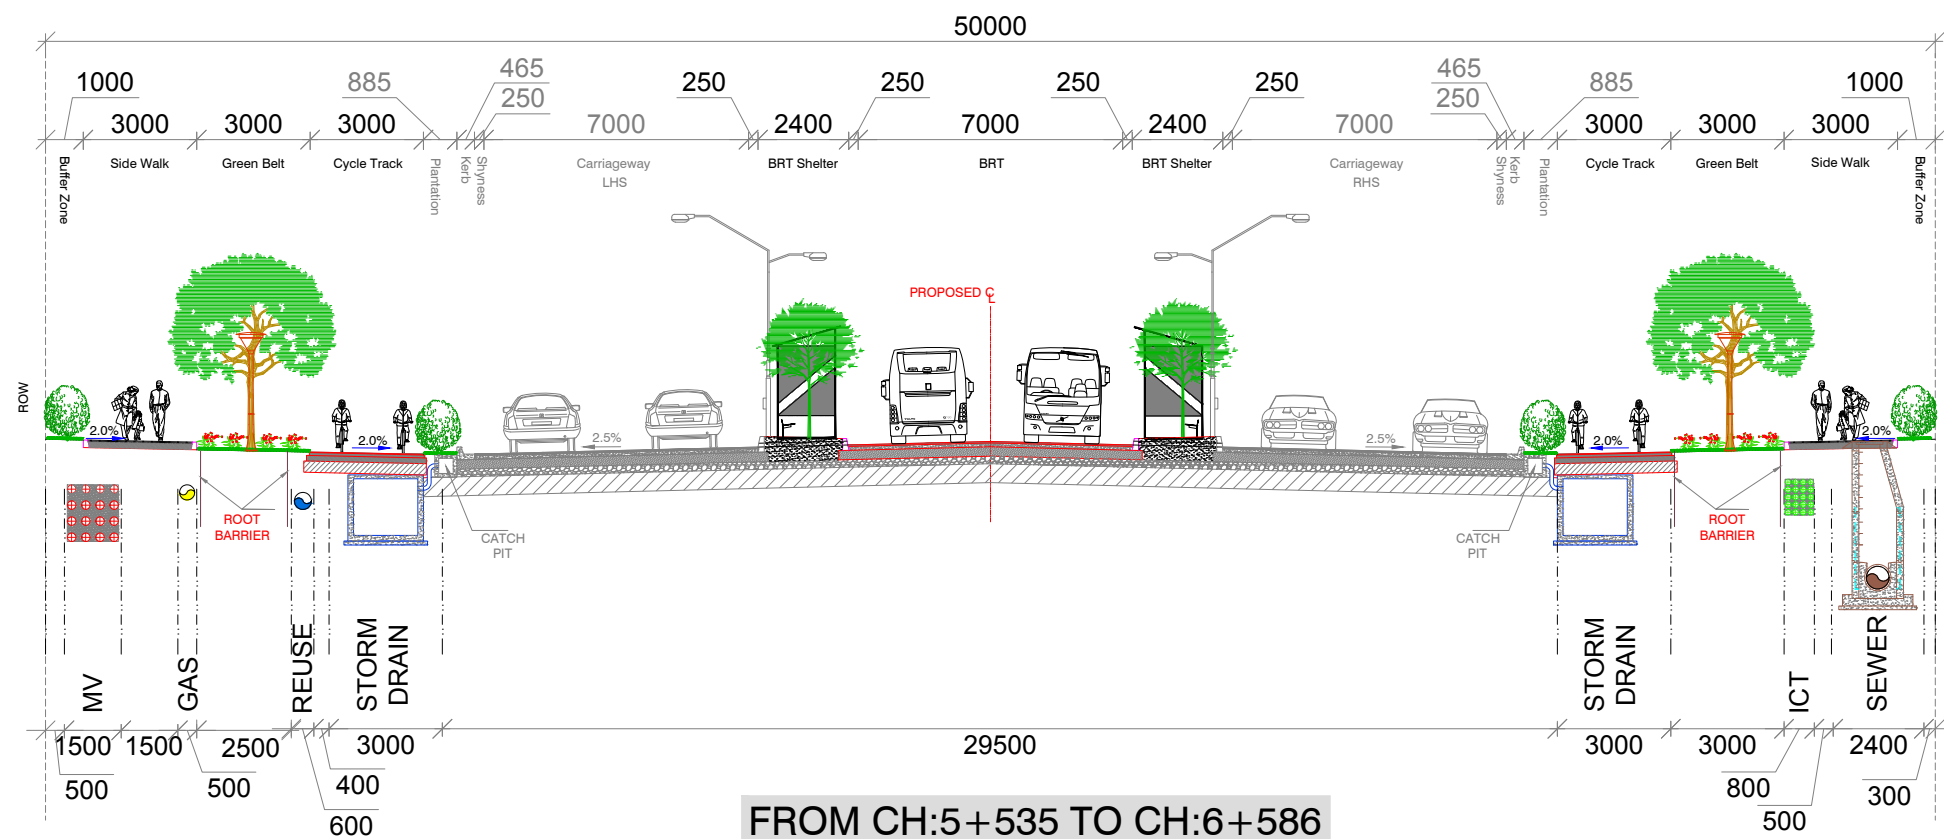 50000
1000
885
465
250
250
250
250
250
465
250
885
1000
3000
3000
3000
7000
2400
7000
2400
7000
3000
3000
3000
Buffer Zone
Side Walk
Green Belt
Cycle Track
Plantation
Kerb
Shyness
Carriageway
LHS
BRT Shelter
BRT
BRT Shelter
Carriageway
RHS
Shyness
Kerb
Plantation
Cycle Track
Green Belt
Side Walk
Buffer Zone
PROPOSED ℄
ROW
2.0%
2.0%
2.5%
2.5%
2.0%
2.0%
ROOT
BARRIER
CATCH
PIT
CATCH
PIT
ROOT
BARRIER
MV
GAS
REUSE
STORM
DRAIN
STORM
DRAIN
ICT
SEWER
1500
1500
2500
3000
29500
3000
3000
2400
500
500
400
600
800
500
300
FROM CH:5+535 TO CH:6+586